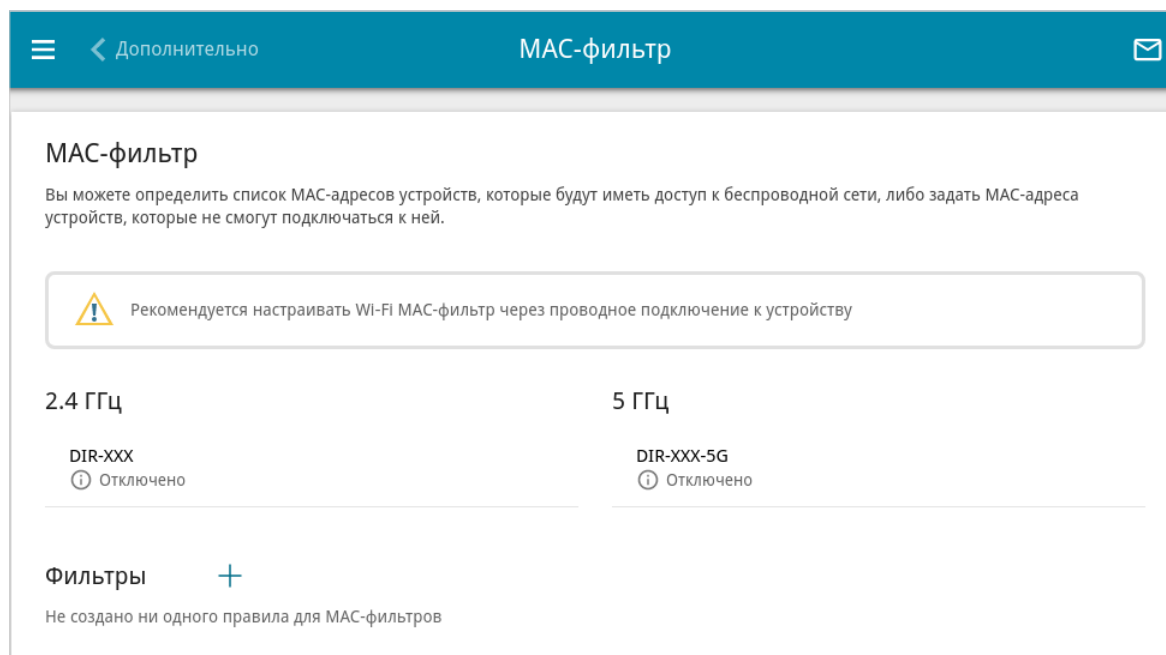 Дополнительно
MAC-фильтр
MAC-фильтр
Вы можете определить список MAC-адресов устройств, которые будут иметь доступ к беспроводной сети, либо задать MAC-адреса
устройств, которые не смогут подключаться к ней.
Рекомендуется настраивать Wi-Fi MAC-фильтр через проводное подключение к устройству
2.4 ГГц
5 ГГц
DIR-XXX
DIR-XXX-5G
Отключено
Отключено
Фильтры
Не создано ни одного правила для MAC-фильтров